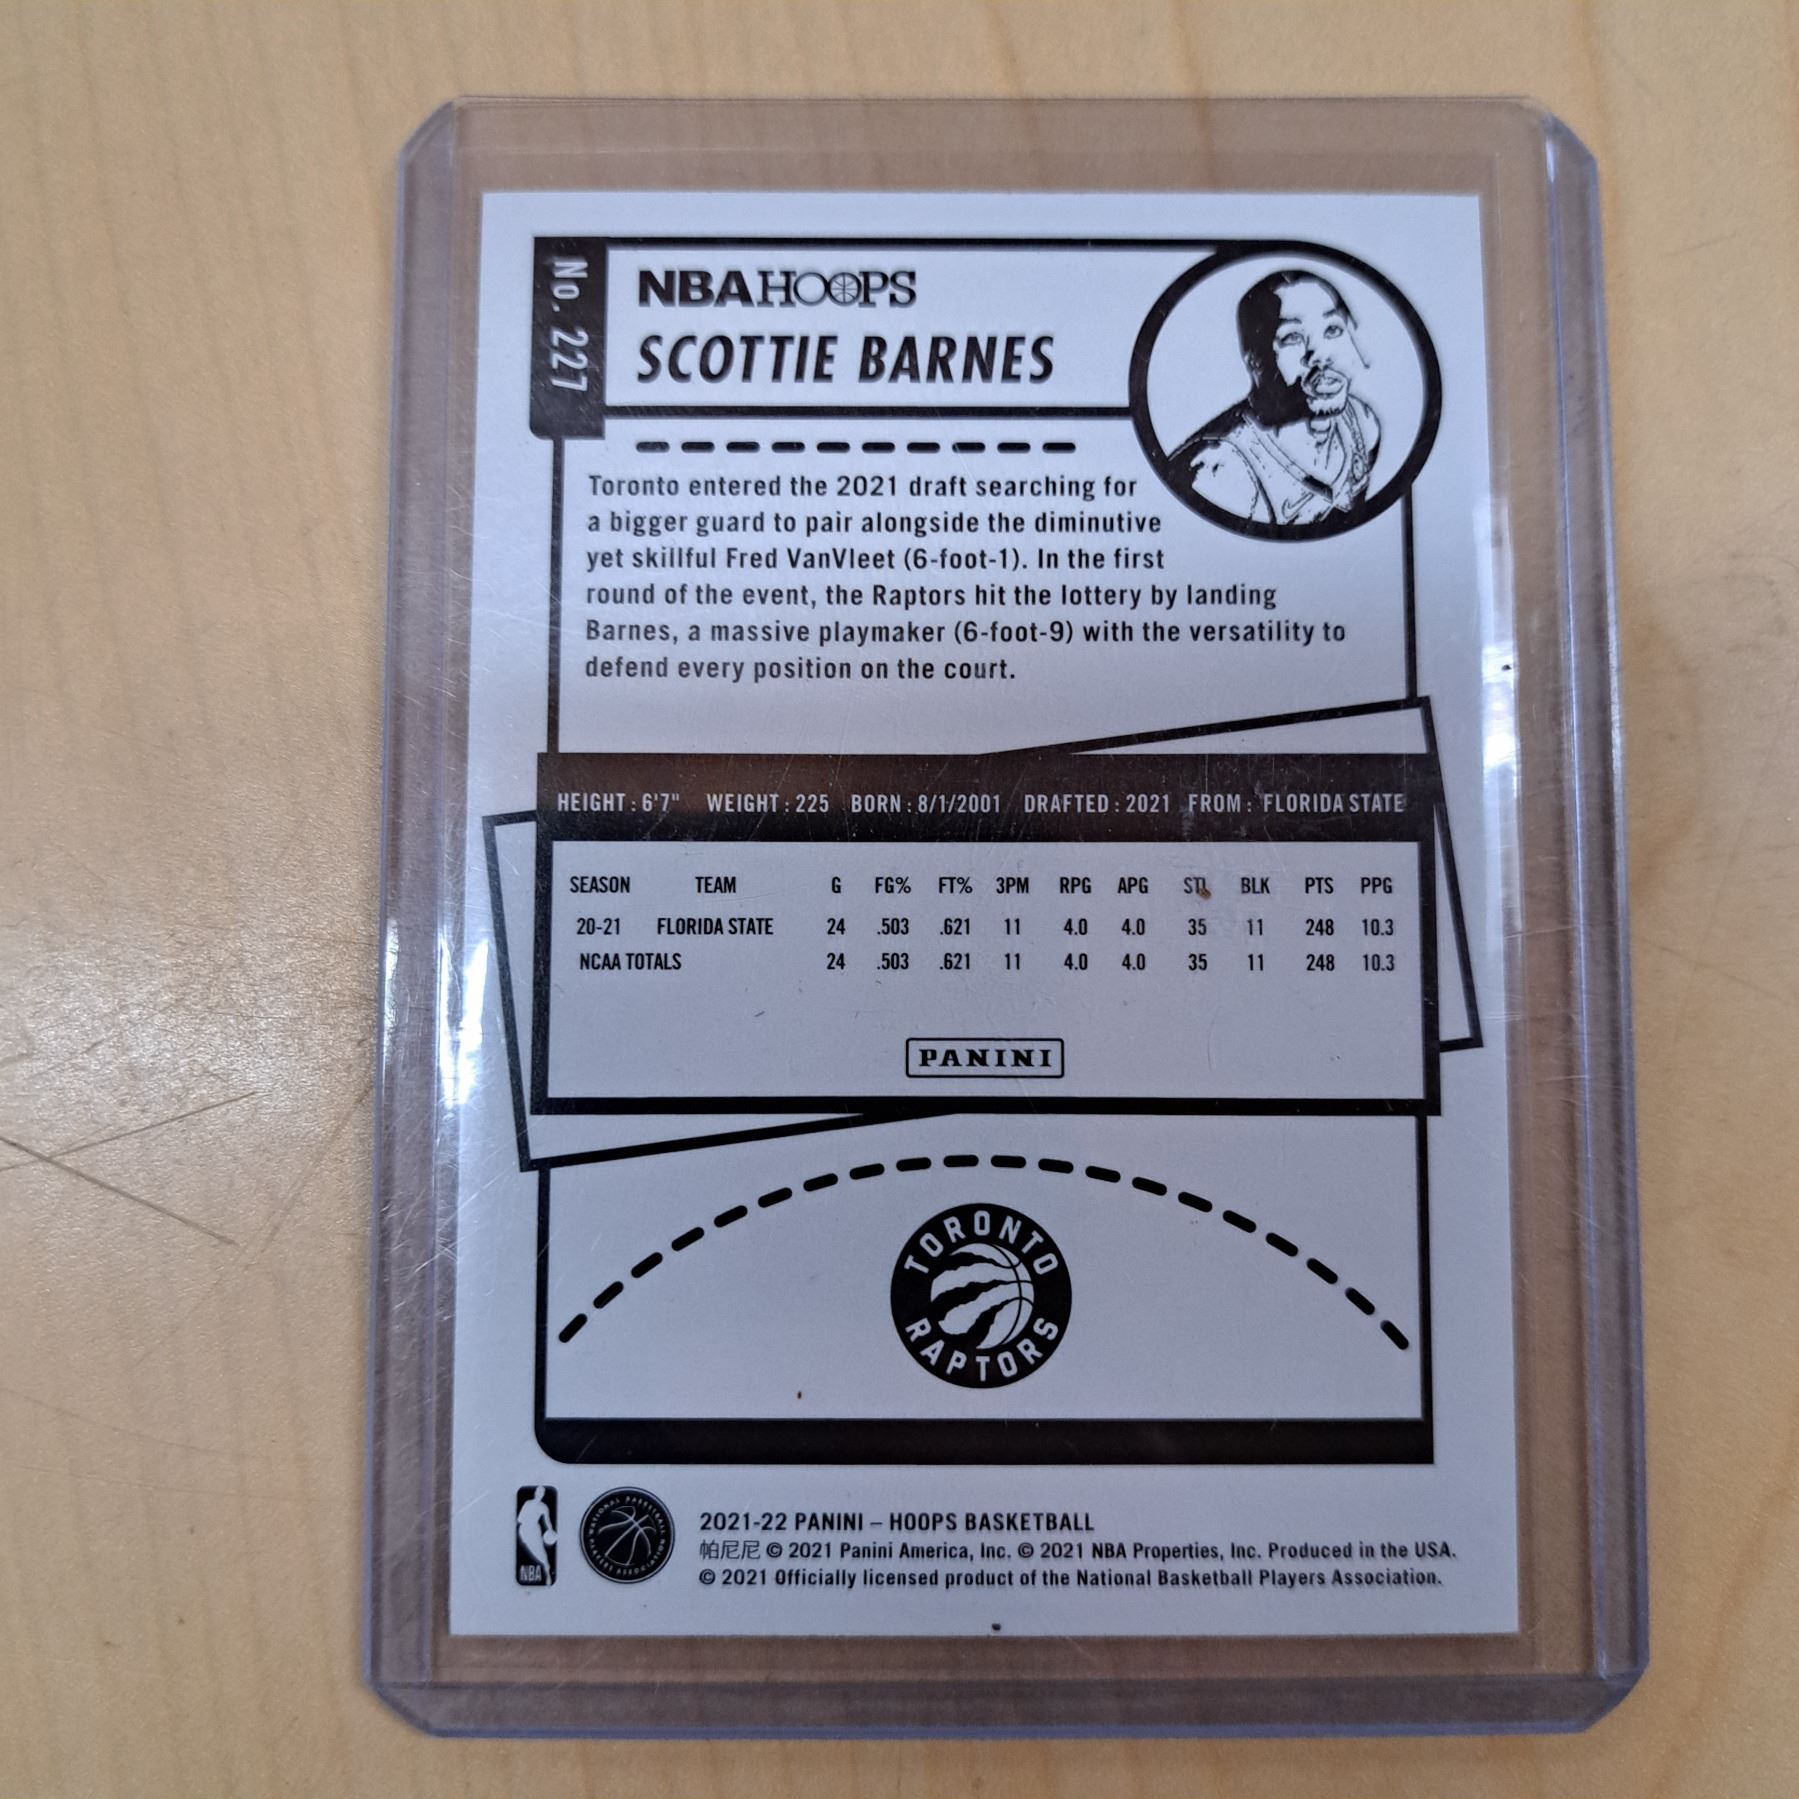 No. 227
NBAHOOPS
SCOTTIE BARNES
Toronto entered the 2021 draft searching for
a bigger guard to pair alongside the diminutive
yet skillful Fred VanVleet (6-foot-1). In the first
round of the event, the Raptors hit the lottery by landing
Barnes, a massive playmaker (6-foot-9) with the versatility to
defend every position on the court.
HEIGHT : 6'7" WEIGHT : 225 BORN : 8/1/2001 DRAFTED : 2021 FROM : FLORIDA STATE
SEASON TEAM G FG% FT% 3PM RPG APG STL BLK PTS PPG
20-21 FLORIDA STATE 24 .503 .621 11 4.0 4.0 35 11 248 10.3
NCAA TOTALS 24 .503 .621 11 4.0 4.0 35 11 248 10.3
PANINI
TORONTO
RAPTORS
NBA
NATIONAL BASKETBALL
PLAYERS ASSOCIATION
2021-22 PANINI – HOOPS BASKETBALL
帕尼尼 © 2021 Panini America, Inc. © 2021 NBA Properties, Inc. Produced in the USA.
© 2021 Officially licensed product of the National Basketball Players Association.